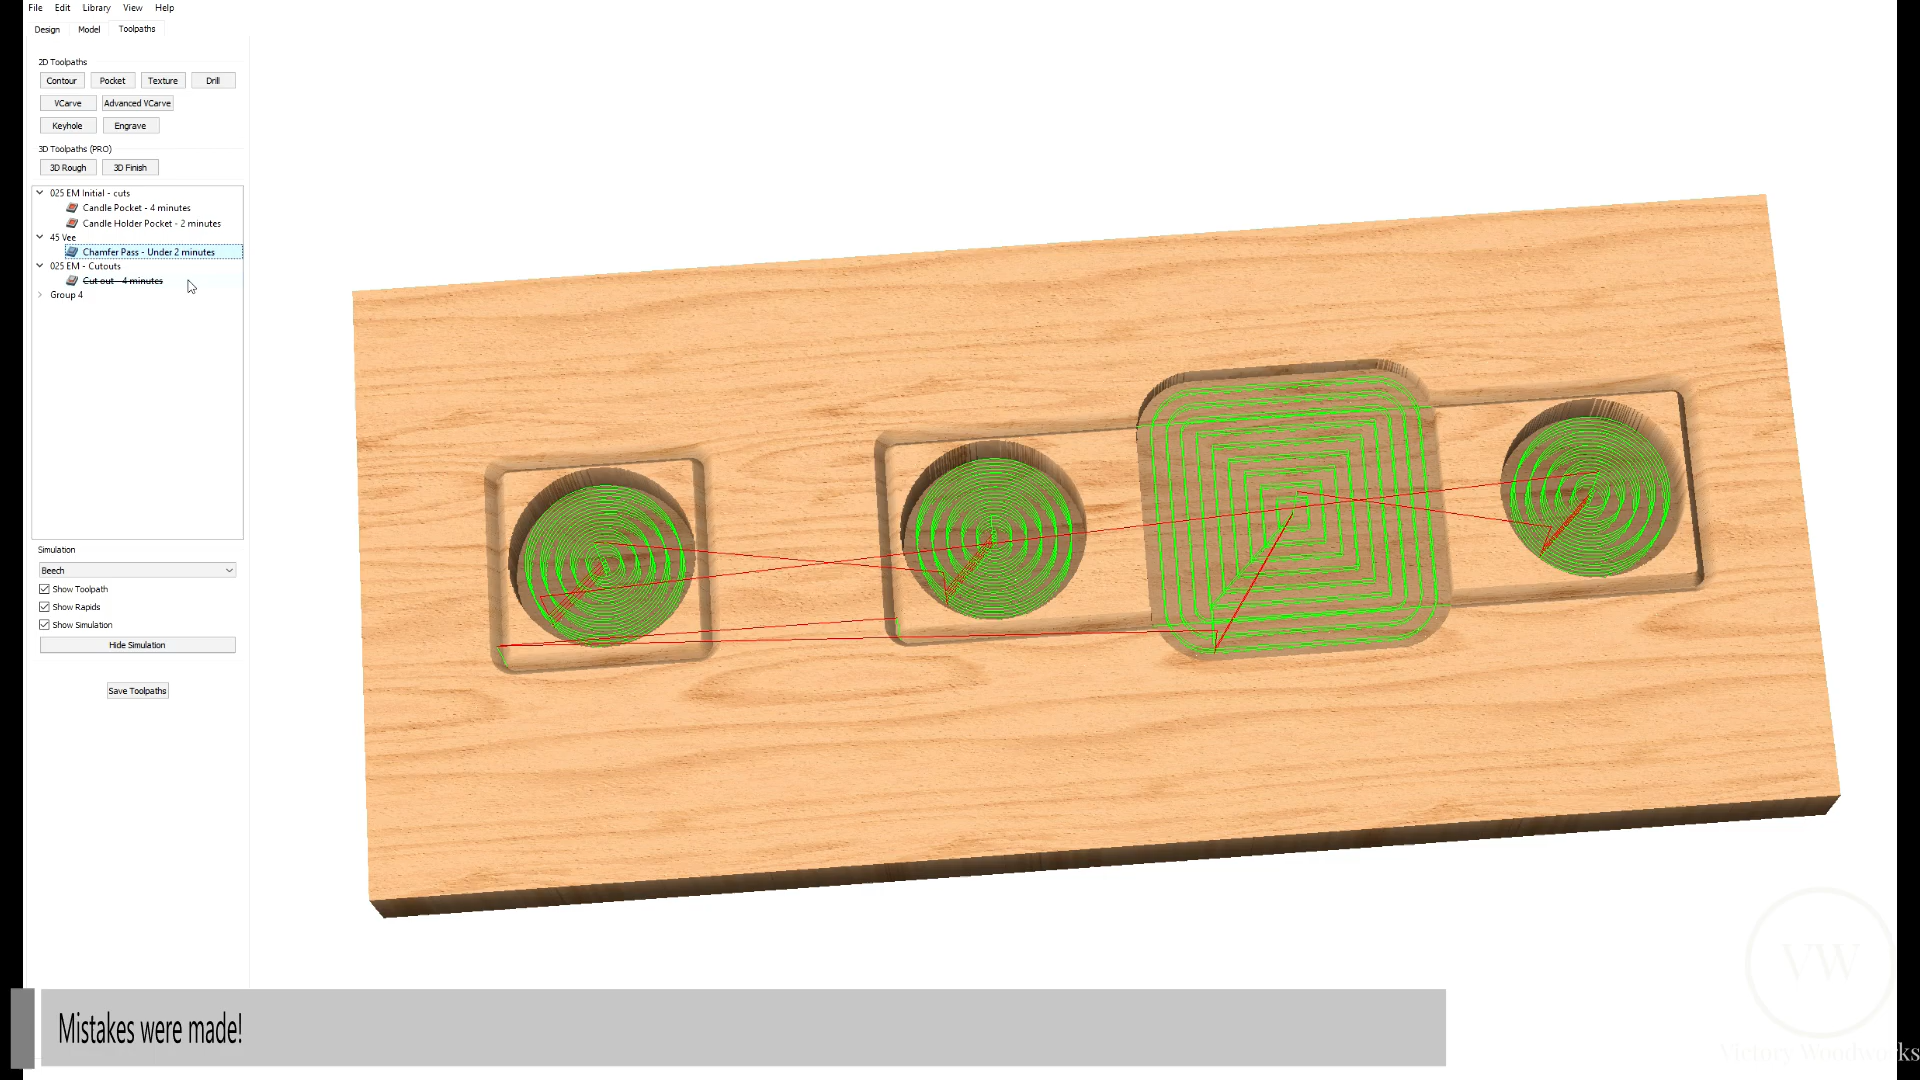 File Edit Library View Help
Design Model Toolpaths
2D Toolpaths
Contour Pocket Texture Drill
VCarve Advanced VCarve
Keyhole Engrave
3D Toolpaths (PRO)
3D Rough 3D Finish
025 EM Initial - cuts
Candle Pocket - 4 minutes
Candle Holder Pocket - 2 minutes
45 Vee
Chamfer Pass - Under 2 minutes
025 EM - Cutouts
Cut out - 4 minutes
Group 4
Simulation
Beech
Show Toolpath
Show Rapids
Show Simulation
Hide Simulation
Save Toolpaths
VW
Victory Woodworks
Mistakes were made!